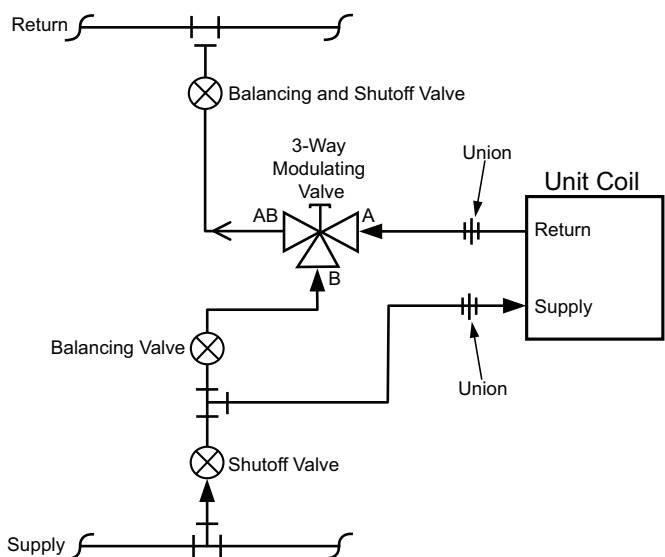 Return
Balancing and Shutoff Valve
3-Way
Modulating
Valve
Union
Unit Coil
AB
A
Return
B
Supply
Balancing Valve
Union
Shutoff Valve
Supply